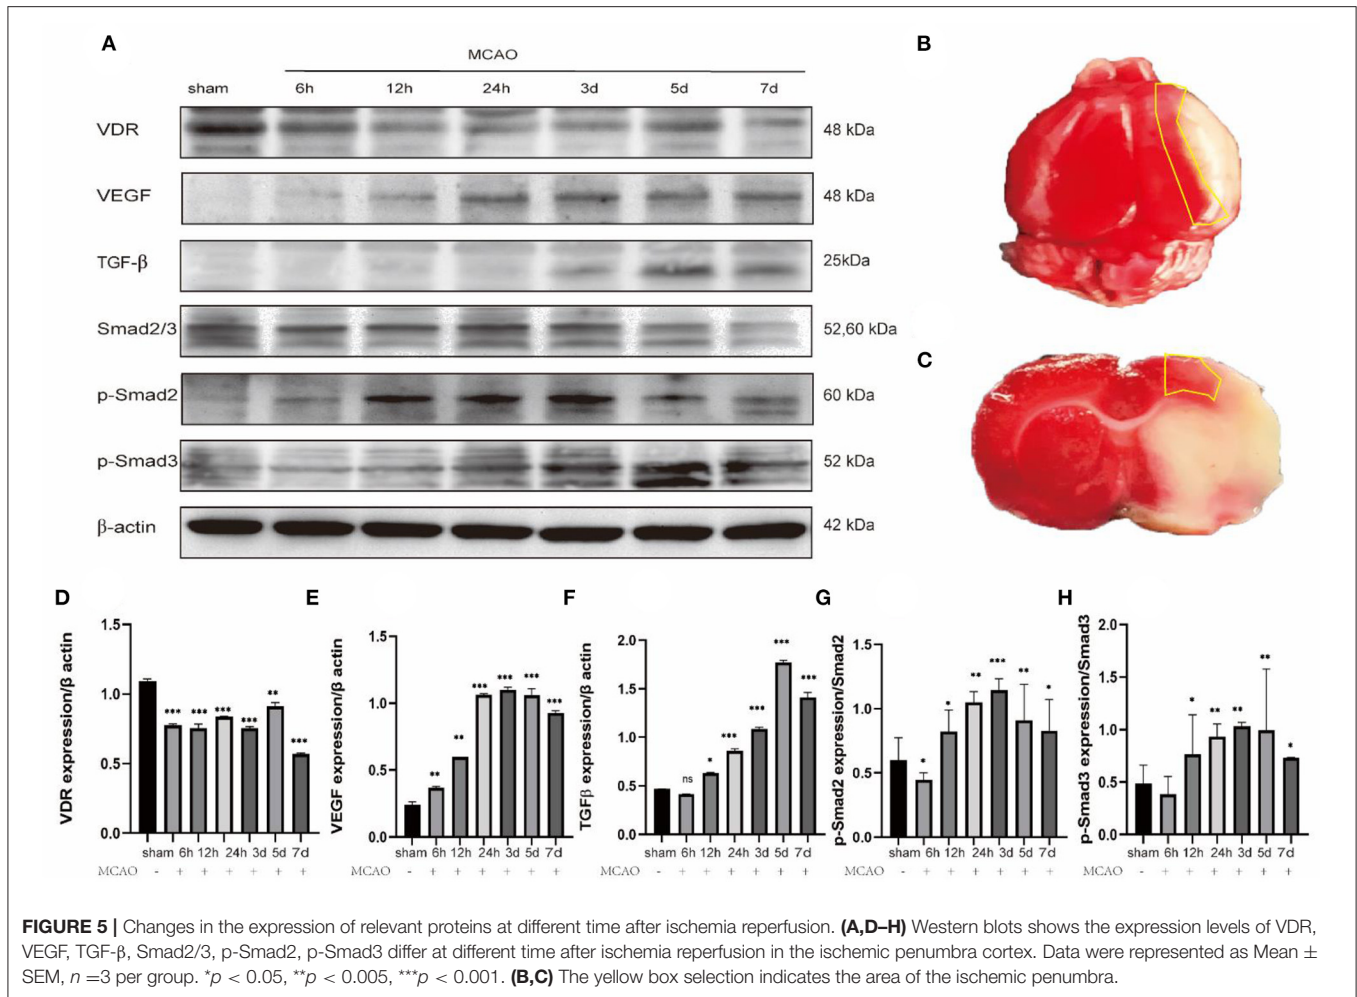 A
MCAO
sham 6h 12h 24h 3d 5d 7d
VDR 48 kDa
VEGF 48 kDa
TGF-β 25kDa
Smad2/3 52,60 kDa
p-Smad2 60 kDa
p-Smad3 52 kDa
β-actin 42 kDa
B
C
D
VDR expression/β actin
1.5
1.0
0.5
0.0
*** *** *** *** ** ***
sham 6h 12h 24h 3d 5d 7d
MCAO - + + + + + +
E
VEGF expression/β actin
1.5
1.0
0.5
0.0
** ** *** *** *** ***
sham 6h 12h 24h 3d 5d 7d
MCAO - + + + + + +
F
TGFβ expression/β actin
2.0
1.5
1.0
0.5
0.0
ns * *** *** *** ***
sham 6h 12h 24h 3d 5d 7d
MCAO - + + + + + +
G
p-Smad2 expression/Smad2
1.5
1.0
0.5
0.0
* * ** *** ** *
sham 6h 12h 24h 3d 5d 7d
MCAO - + + + + + +
H
p-Smad3 expression/Smad3
2.0
1.5
1.0
0.5
0.0
* ** ** ** *
sham 6h 12h 24h 3d 5d 7d
MCAO - + + + + + +
FIGURE 5 | Changes in the expression of relevant proteins at different time after ischemia reperfusion. (A,D–H) Western blots shows the expression levels of VDR,
VEGF, TGF-β, Smad2/3, p-Smad2, p-Smad3 differ at different time after ischemia reperfusion in the ischemic penumbra cortex. Data were represented as Mean ±
SEM, n =3 per group. *p < 0.05, **p < 0.005, ***p < 0.001. (B,C) The yellow box selection indicates the area of the ischemic penumbra.